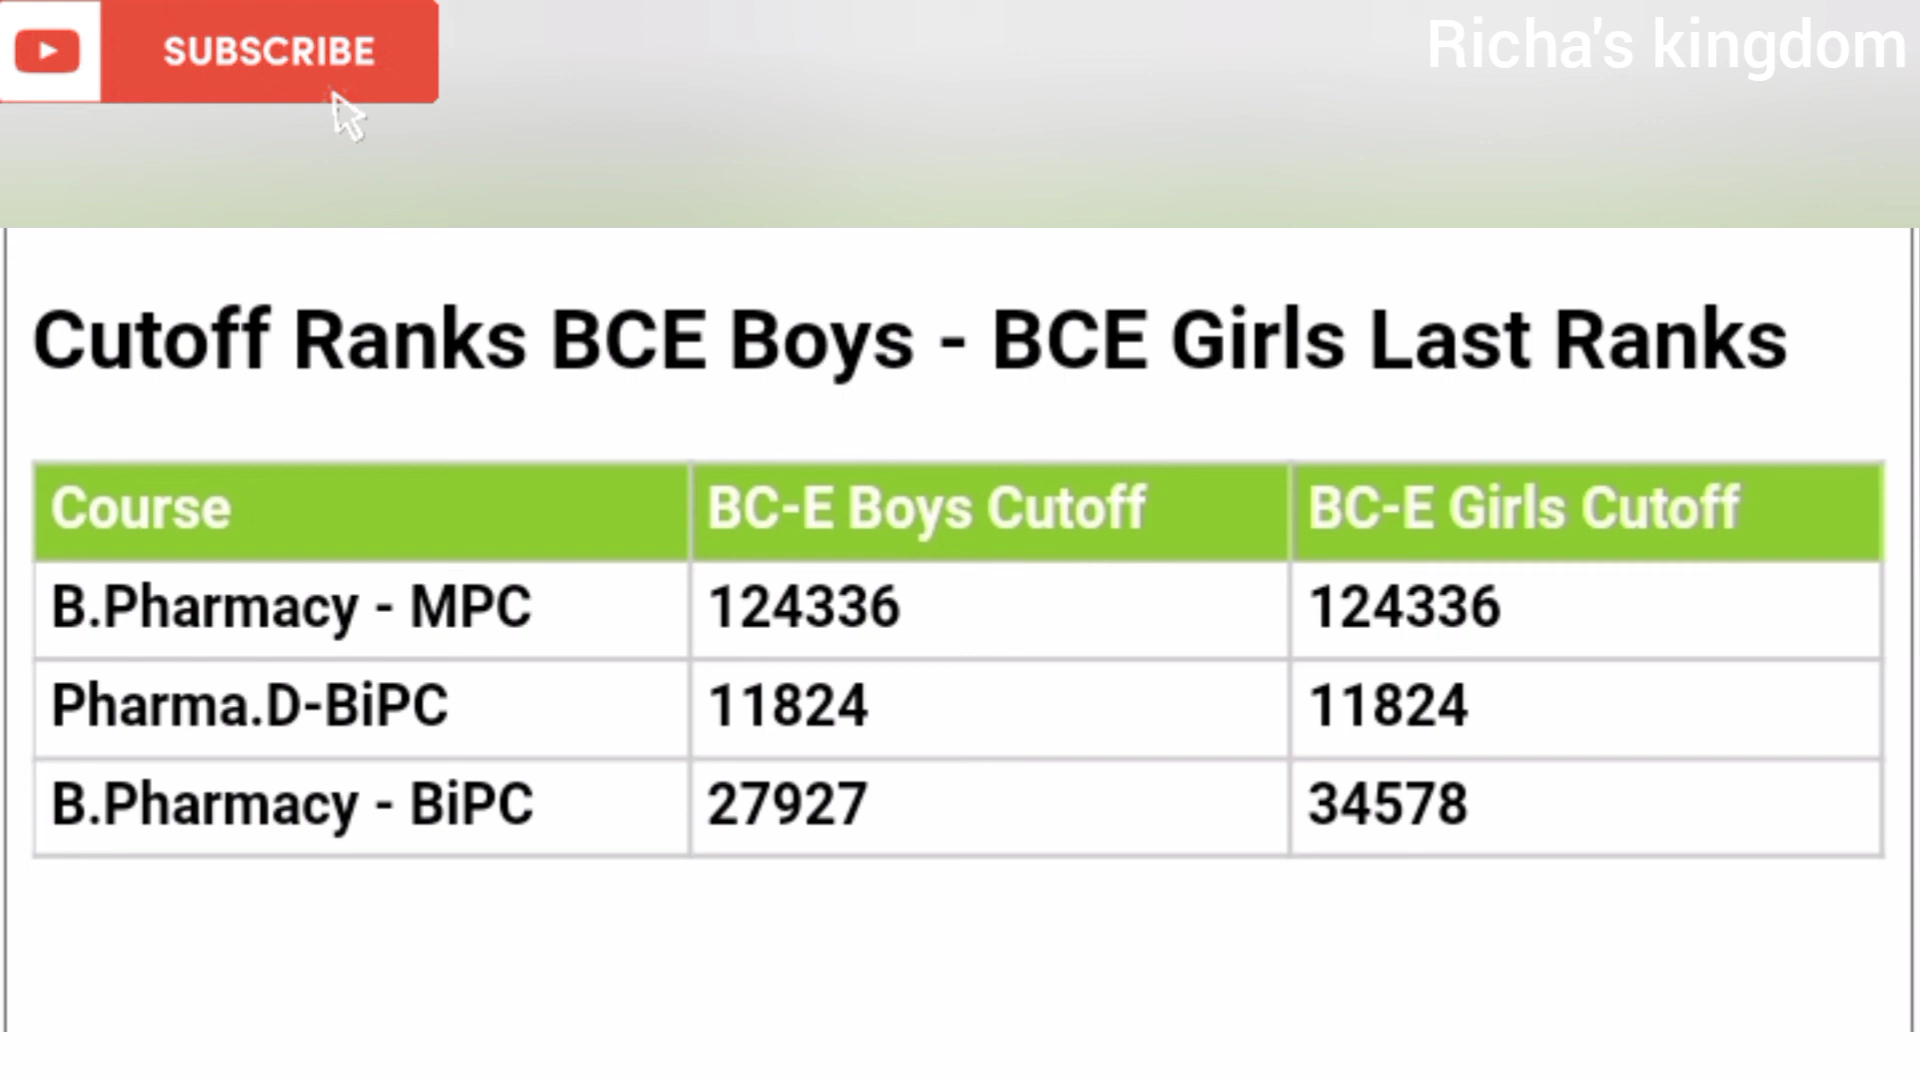 SUBSCRIBE
Richa's kingdom
Cutoff Ranks BCE Boys - BCE Girls Last Ranks
Course BC-E Boys Cutoff BC-E Girls Cutoff
B.Pharmacy - MPC 124336 124336
Pharma.D-BiPC 11824 11824
B.Pharmacy - BiPC 27927 34578